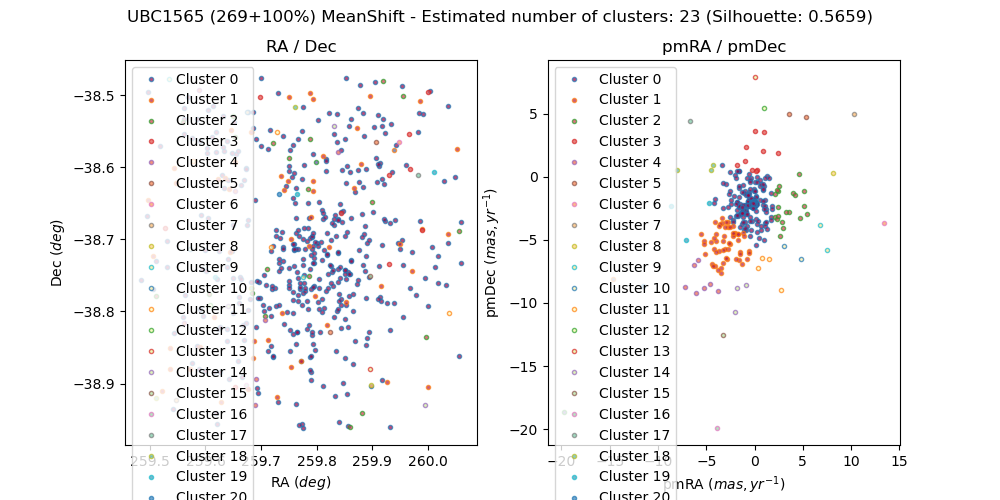 UBC1565 (269+100%) MeanShift - Estimated number of clusters: 23 (Silhouette: 0.5659)
RA / Dec
Dec (deg)
−38.5
−38.6
−38.7
−38.8
−38.9
Cluster 0
Cluster 1
Cluster 2
Cluster 3
Cluster 4
Cluster 5
Cluster 6
Cluster 7
Cluster 8
Cluster 9
Cluster 10
Cluster 11
Cluster 12
Cluster 13
Cluster 14
Cluster 15
Cluster 16
Cluster 17
Cluster 18
Cluster 19
Cluster 20
259.5 259.6 259.7 259.8 259.9 260.0
RA (deg)
pmRA / pmDec
pmDec (mas, yr⁻¹)
5
0
−5
−10
−15
−20
Cluster 0
Cluster 1
Cluster 2
Cluster 3
Cluster 4
Cluster 5
Cluster 6
Cluster 7
Cluster 8
Cluster 9
Cluster 10
Cluster 11
Cluster 12
Cluster 13
Cluster 14
Cluster 15
Cluster 16
Cluster 17
Cluster 18
Cluster 19
Cluster 20
−20 −15 −10 −5 0 5 10 15
pmRA (mas, yr⁻¹)